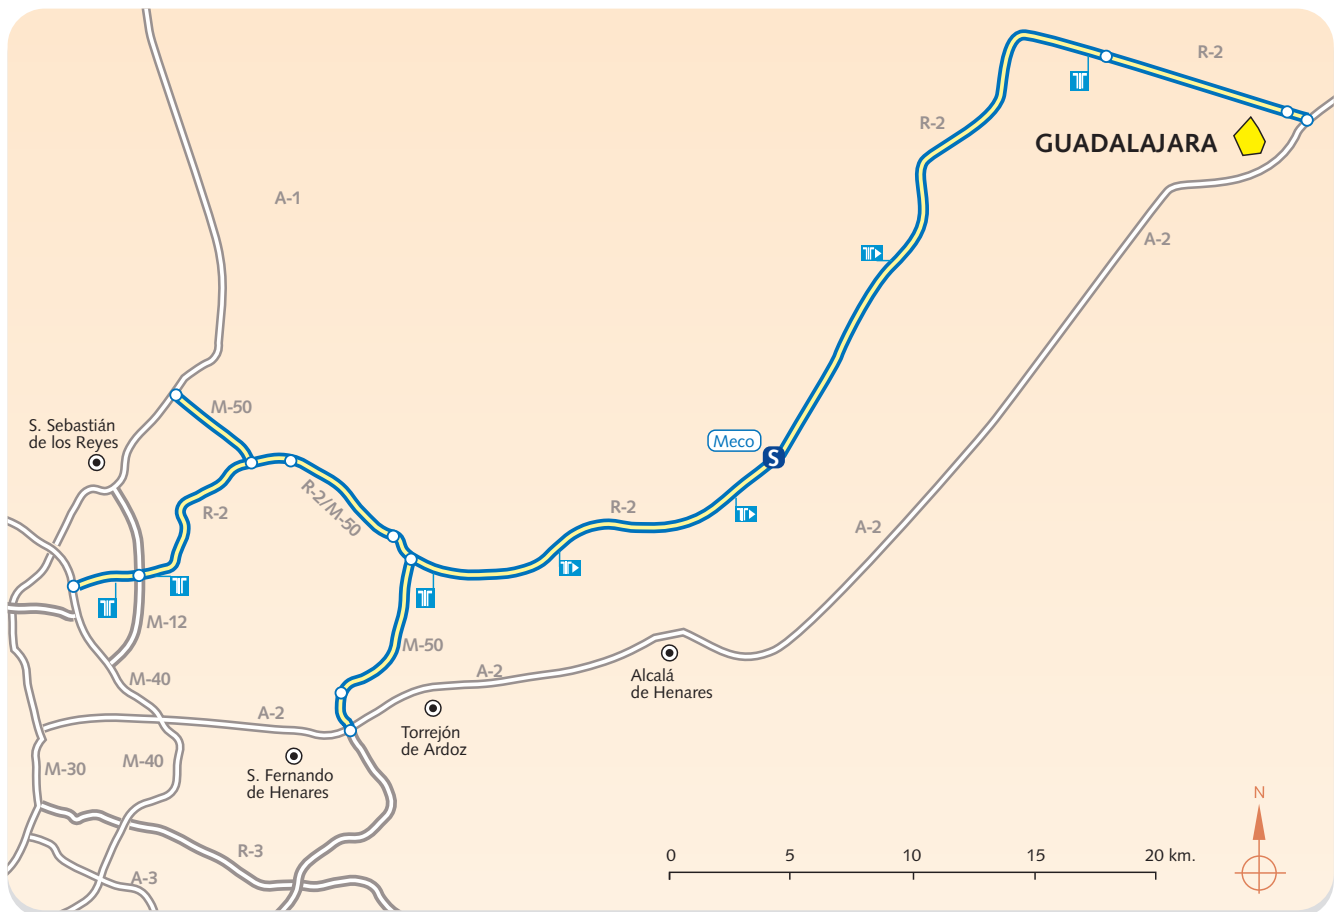 R-2
R-2
GUADALAJARA
A-1
A-2
M-50
S. Sebastián
de los Reyes
Meco
S
R-2/M-50
R-2
R-2
A-2
M-12
M-50
A-2
Alcalá
de Henares
M-40
A-2
Torrejón
de Ardoz
M-30
M-40
S. Fernando
de Henares
N
R-3
A-3
0 5 10 15 20 km.